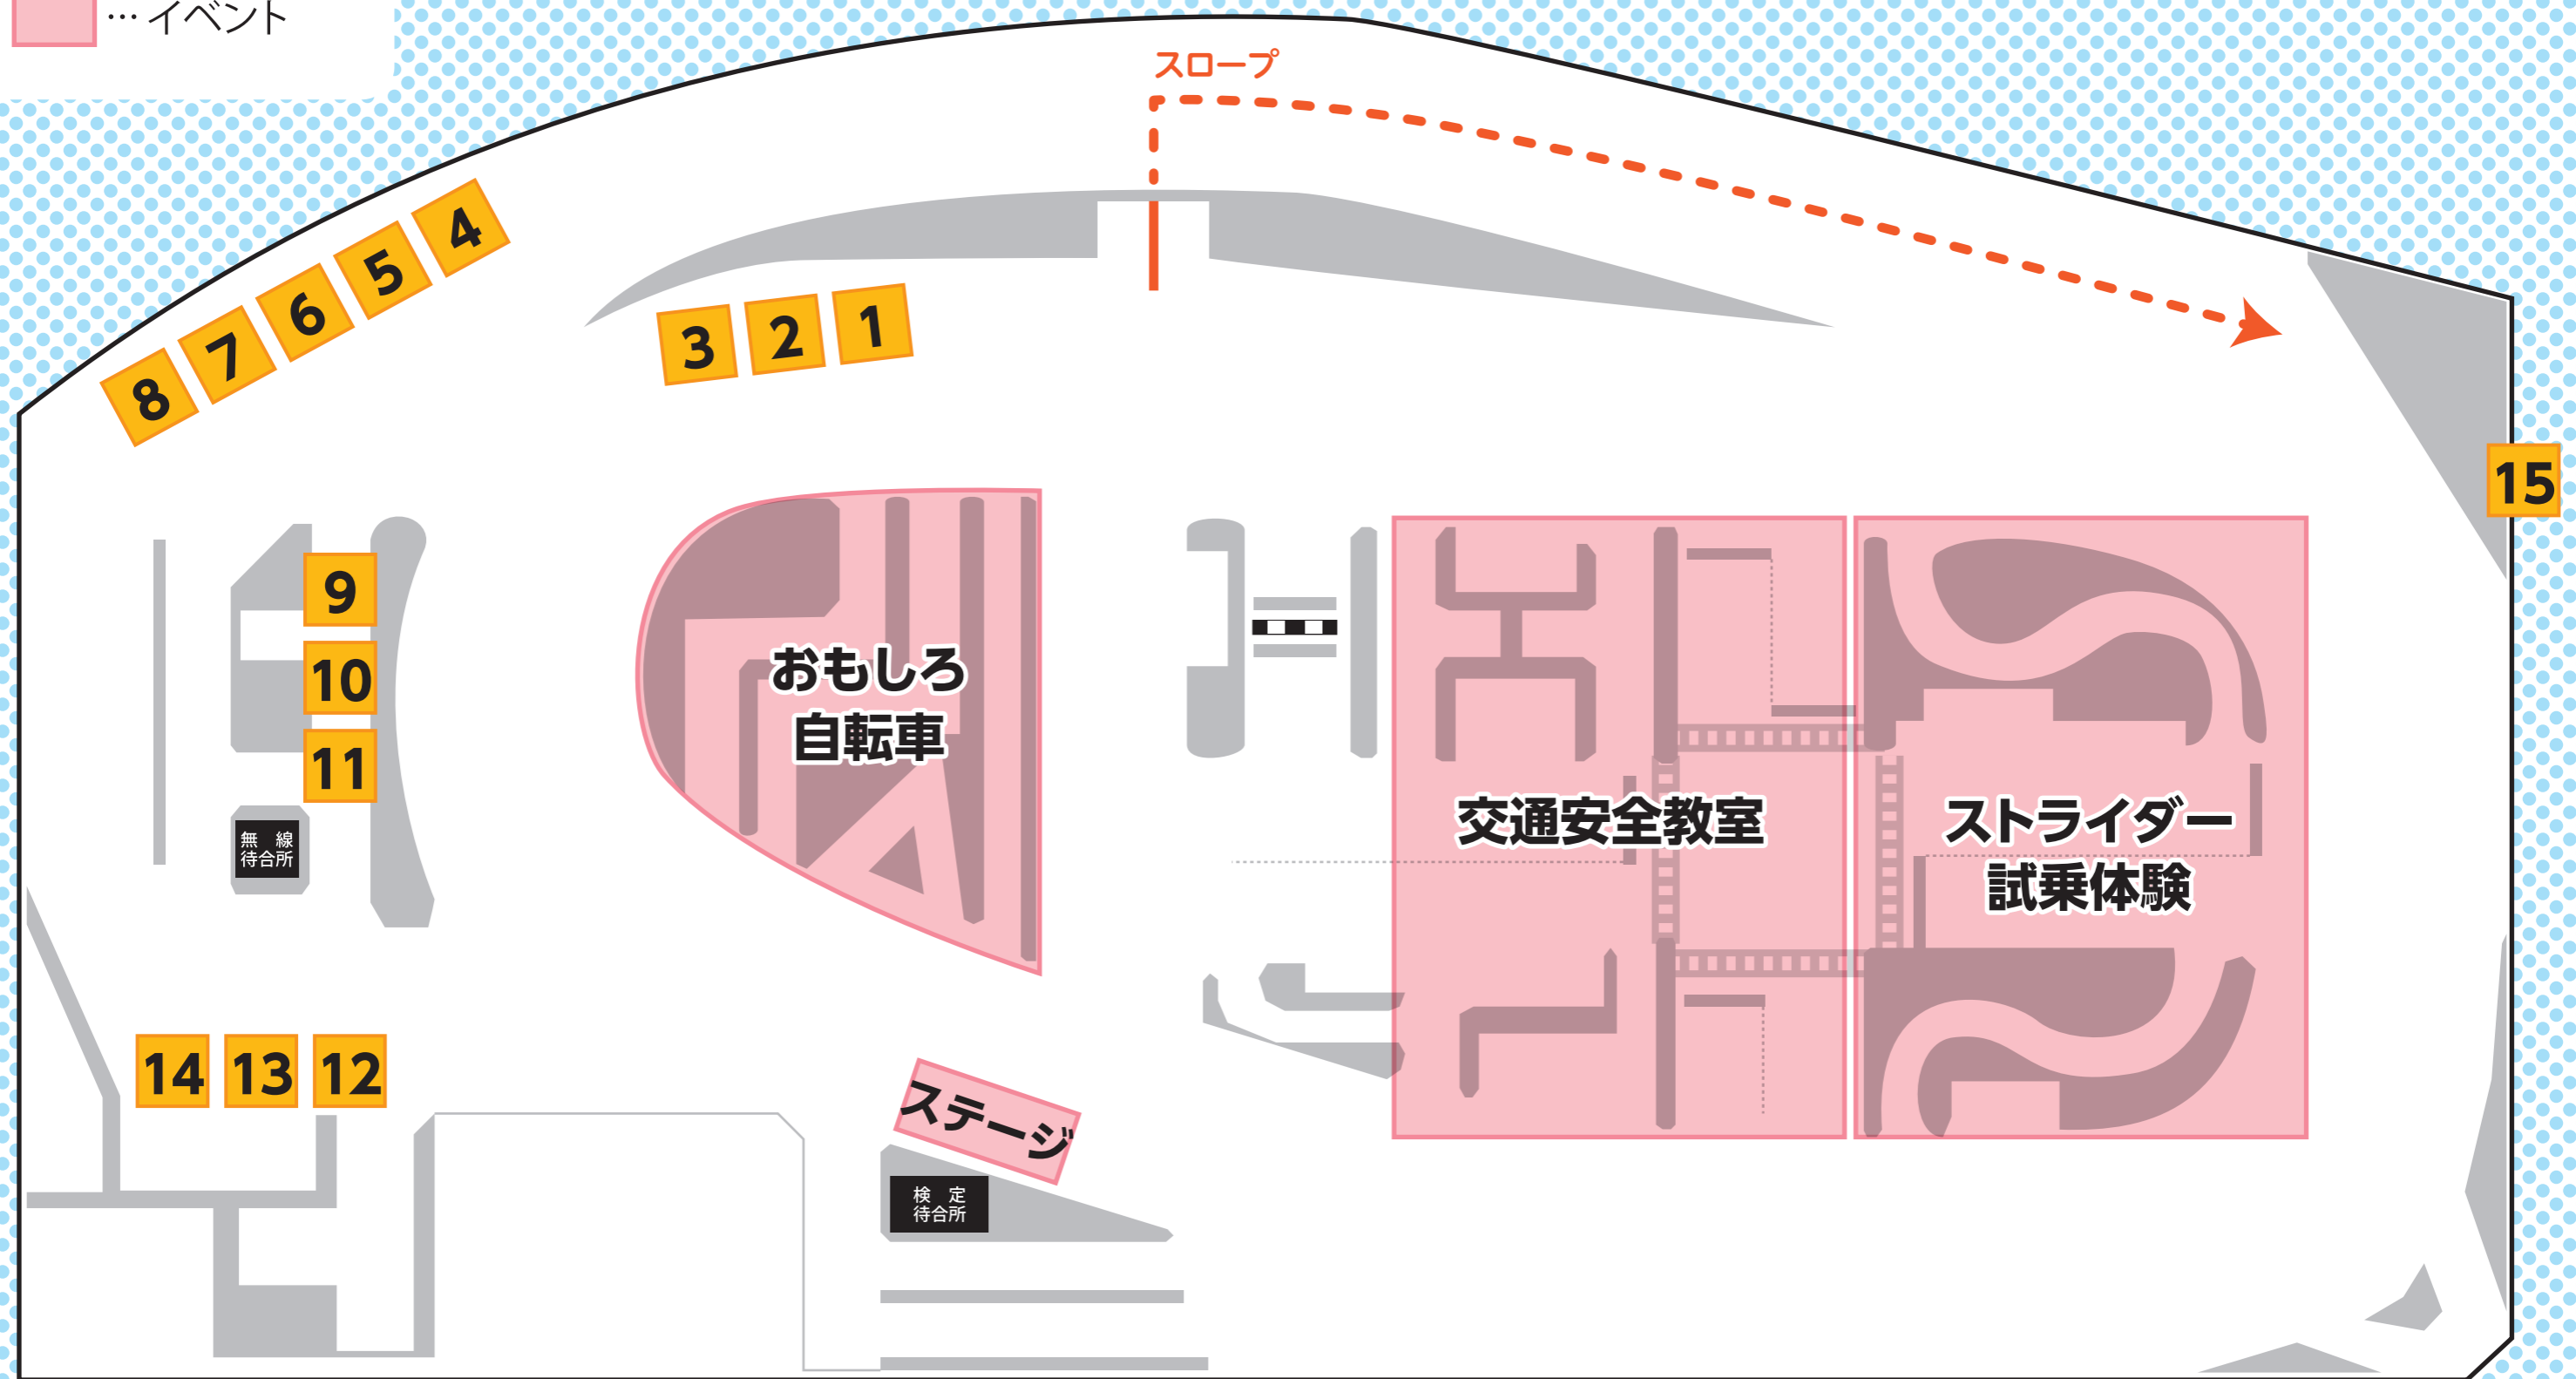 … イベント
スロープ
4
5
6
7
8
3 2 1
15
9
10
11
無　線
待合所
おもしろ
自転車
交通安全教室
ストライダー
試乗体験
14 13 12
ステージ
検　定
待合所